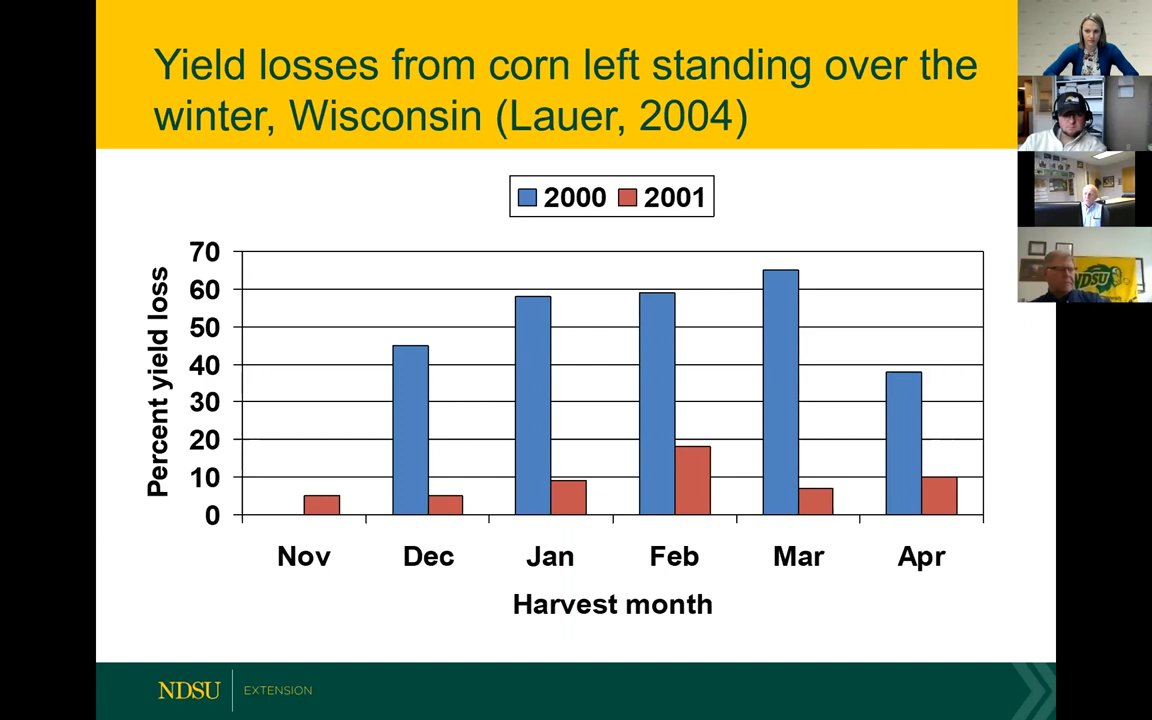 Yield losses from corn left standing over the
winter, Wisconsin (Lauer, 2004)
2000 2001
Percent yield loss
70
60
50
40
30
20
10
0
Nov Dec Jan Feb Mar Apr
Harvest month
NDSU EXTENSION
NDSU